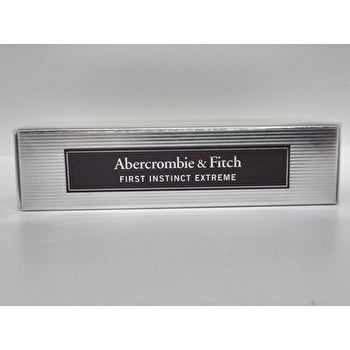 Abercrombie & Fitch
FIRST INSTINCT EXTREME